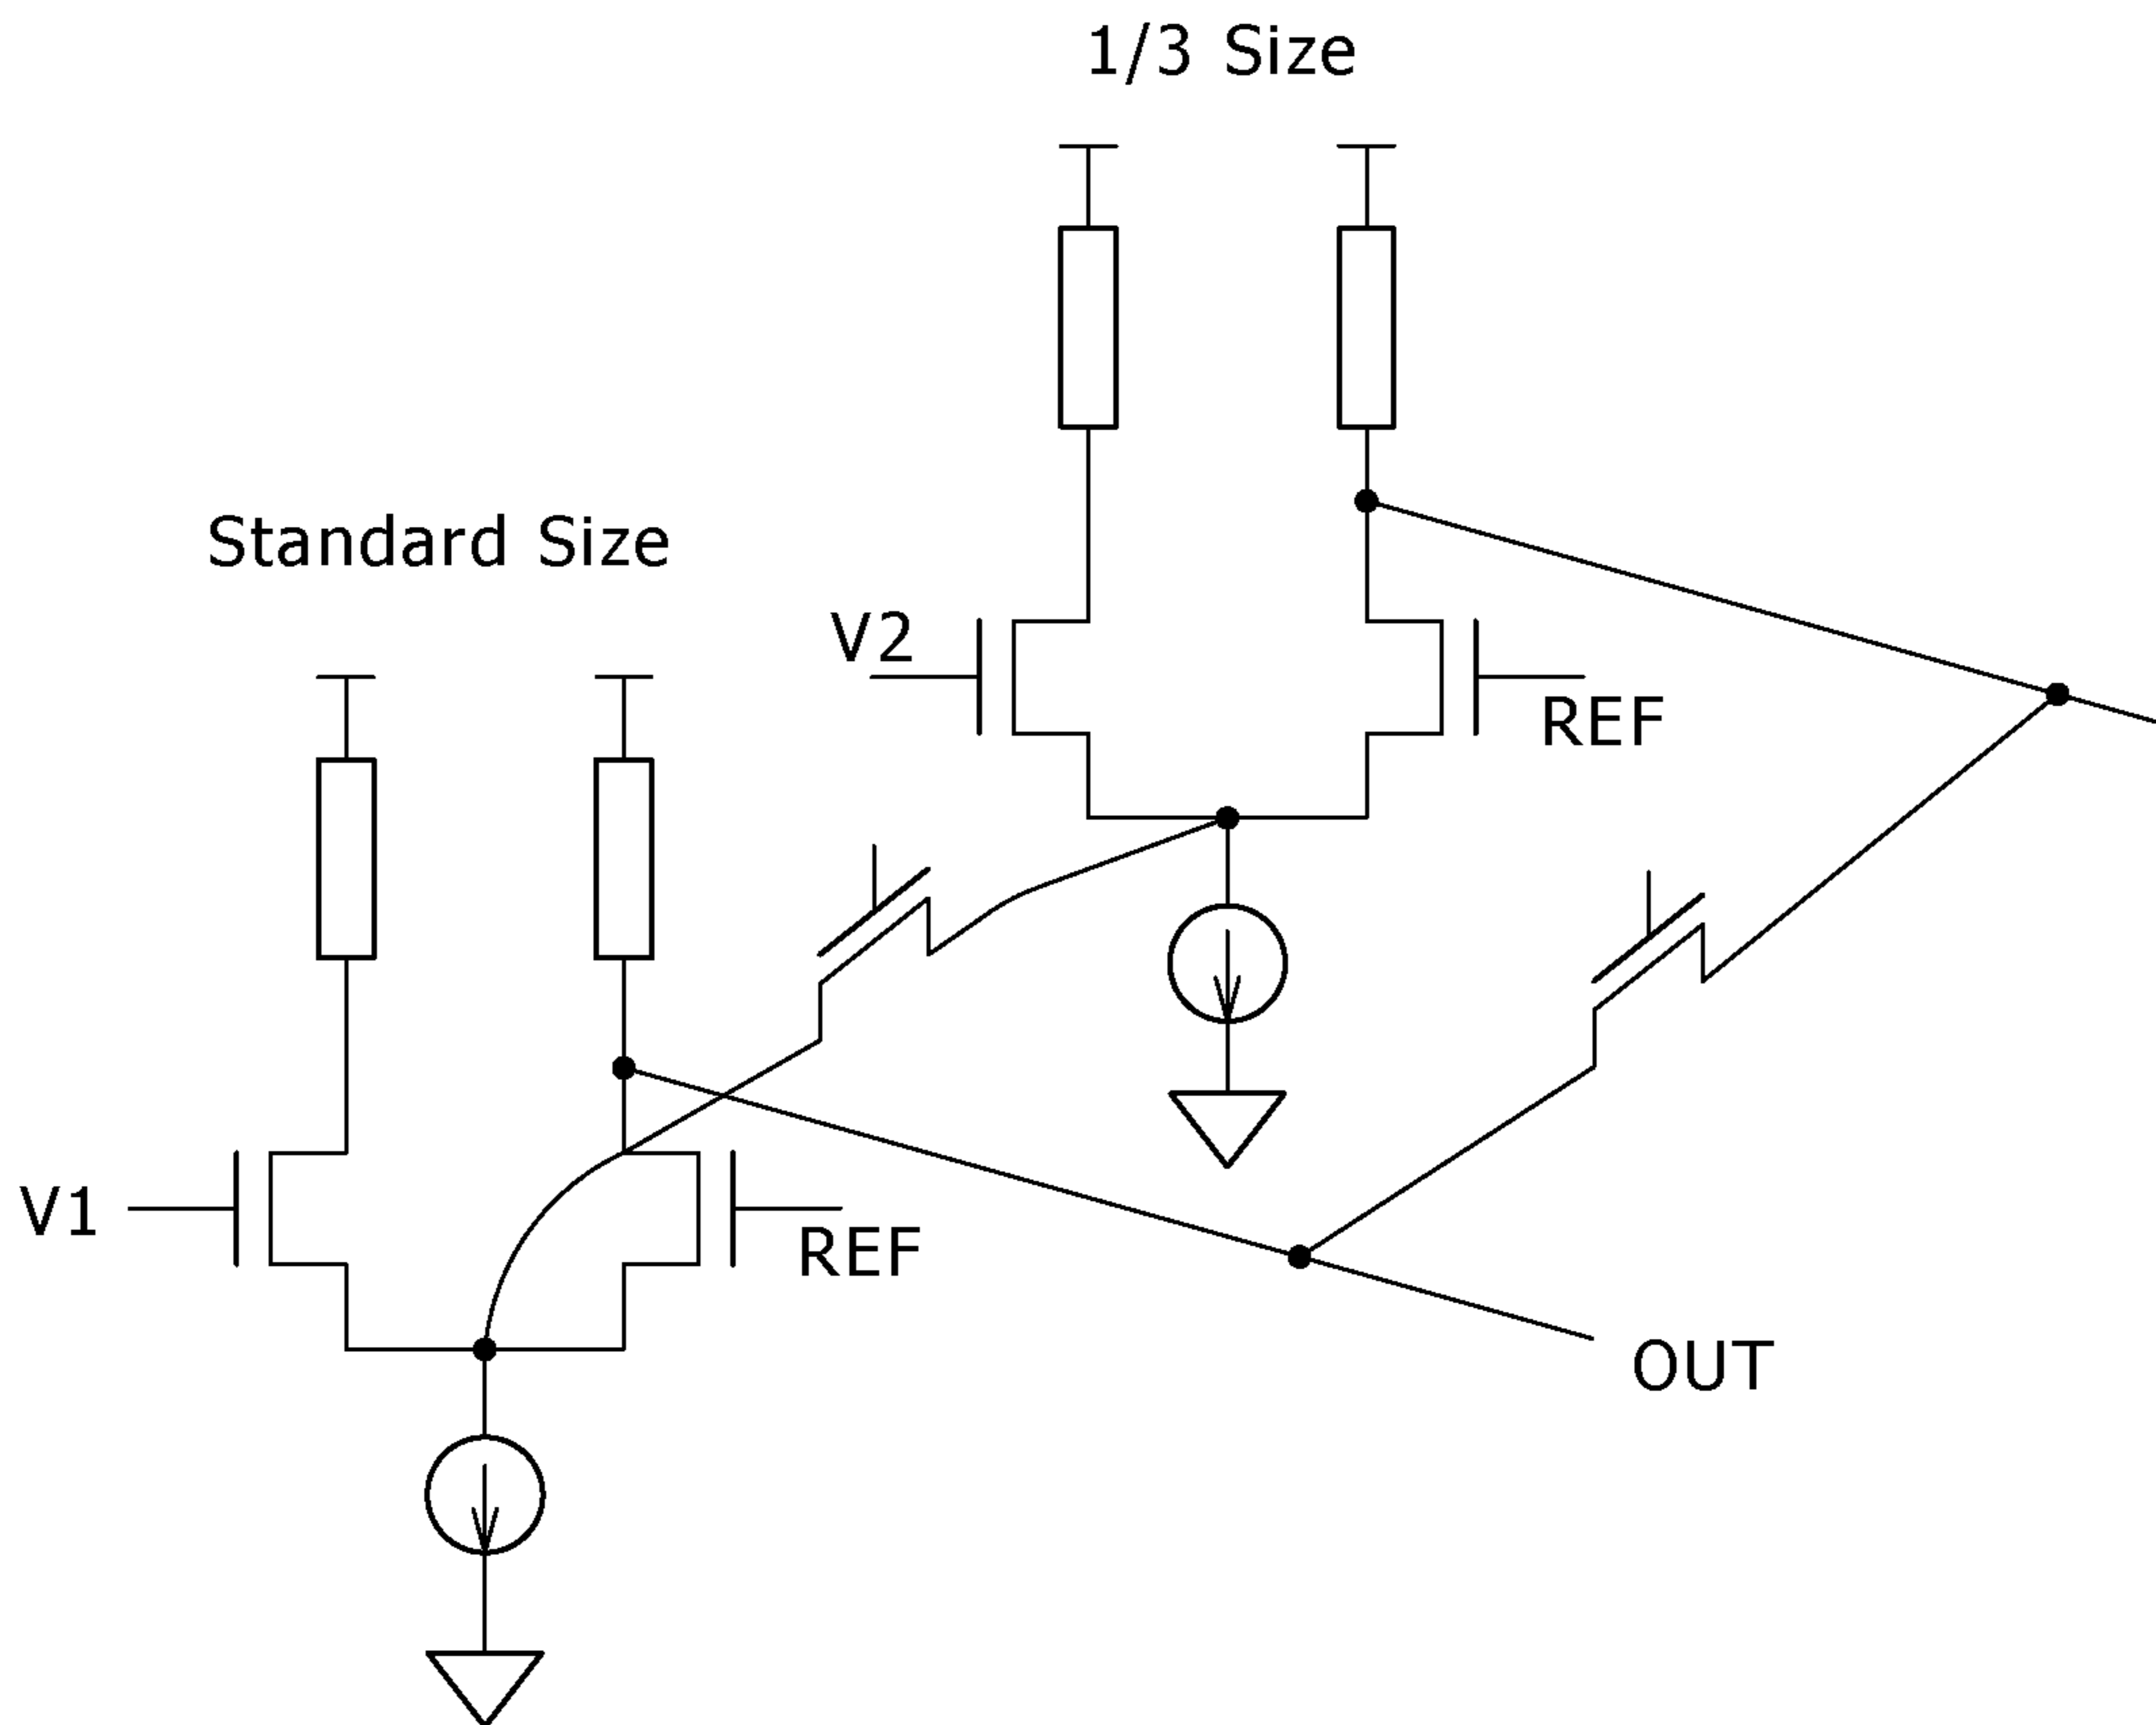 1/3 Size
Standard Size
V2
REF
V1
REF
OUT